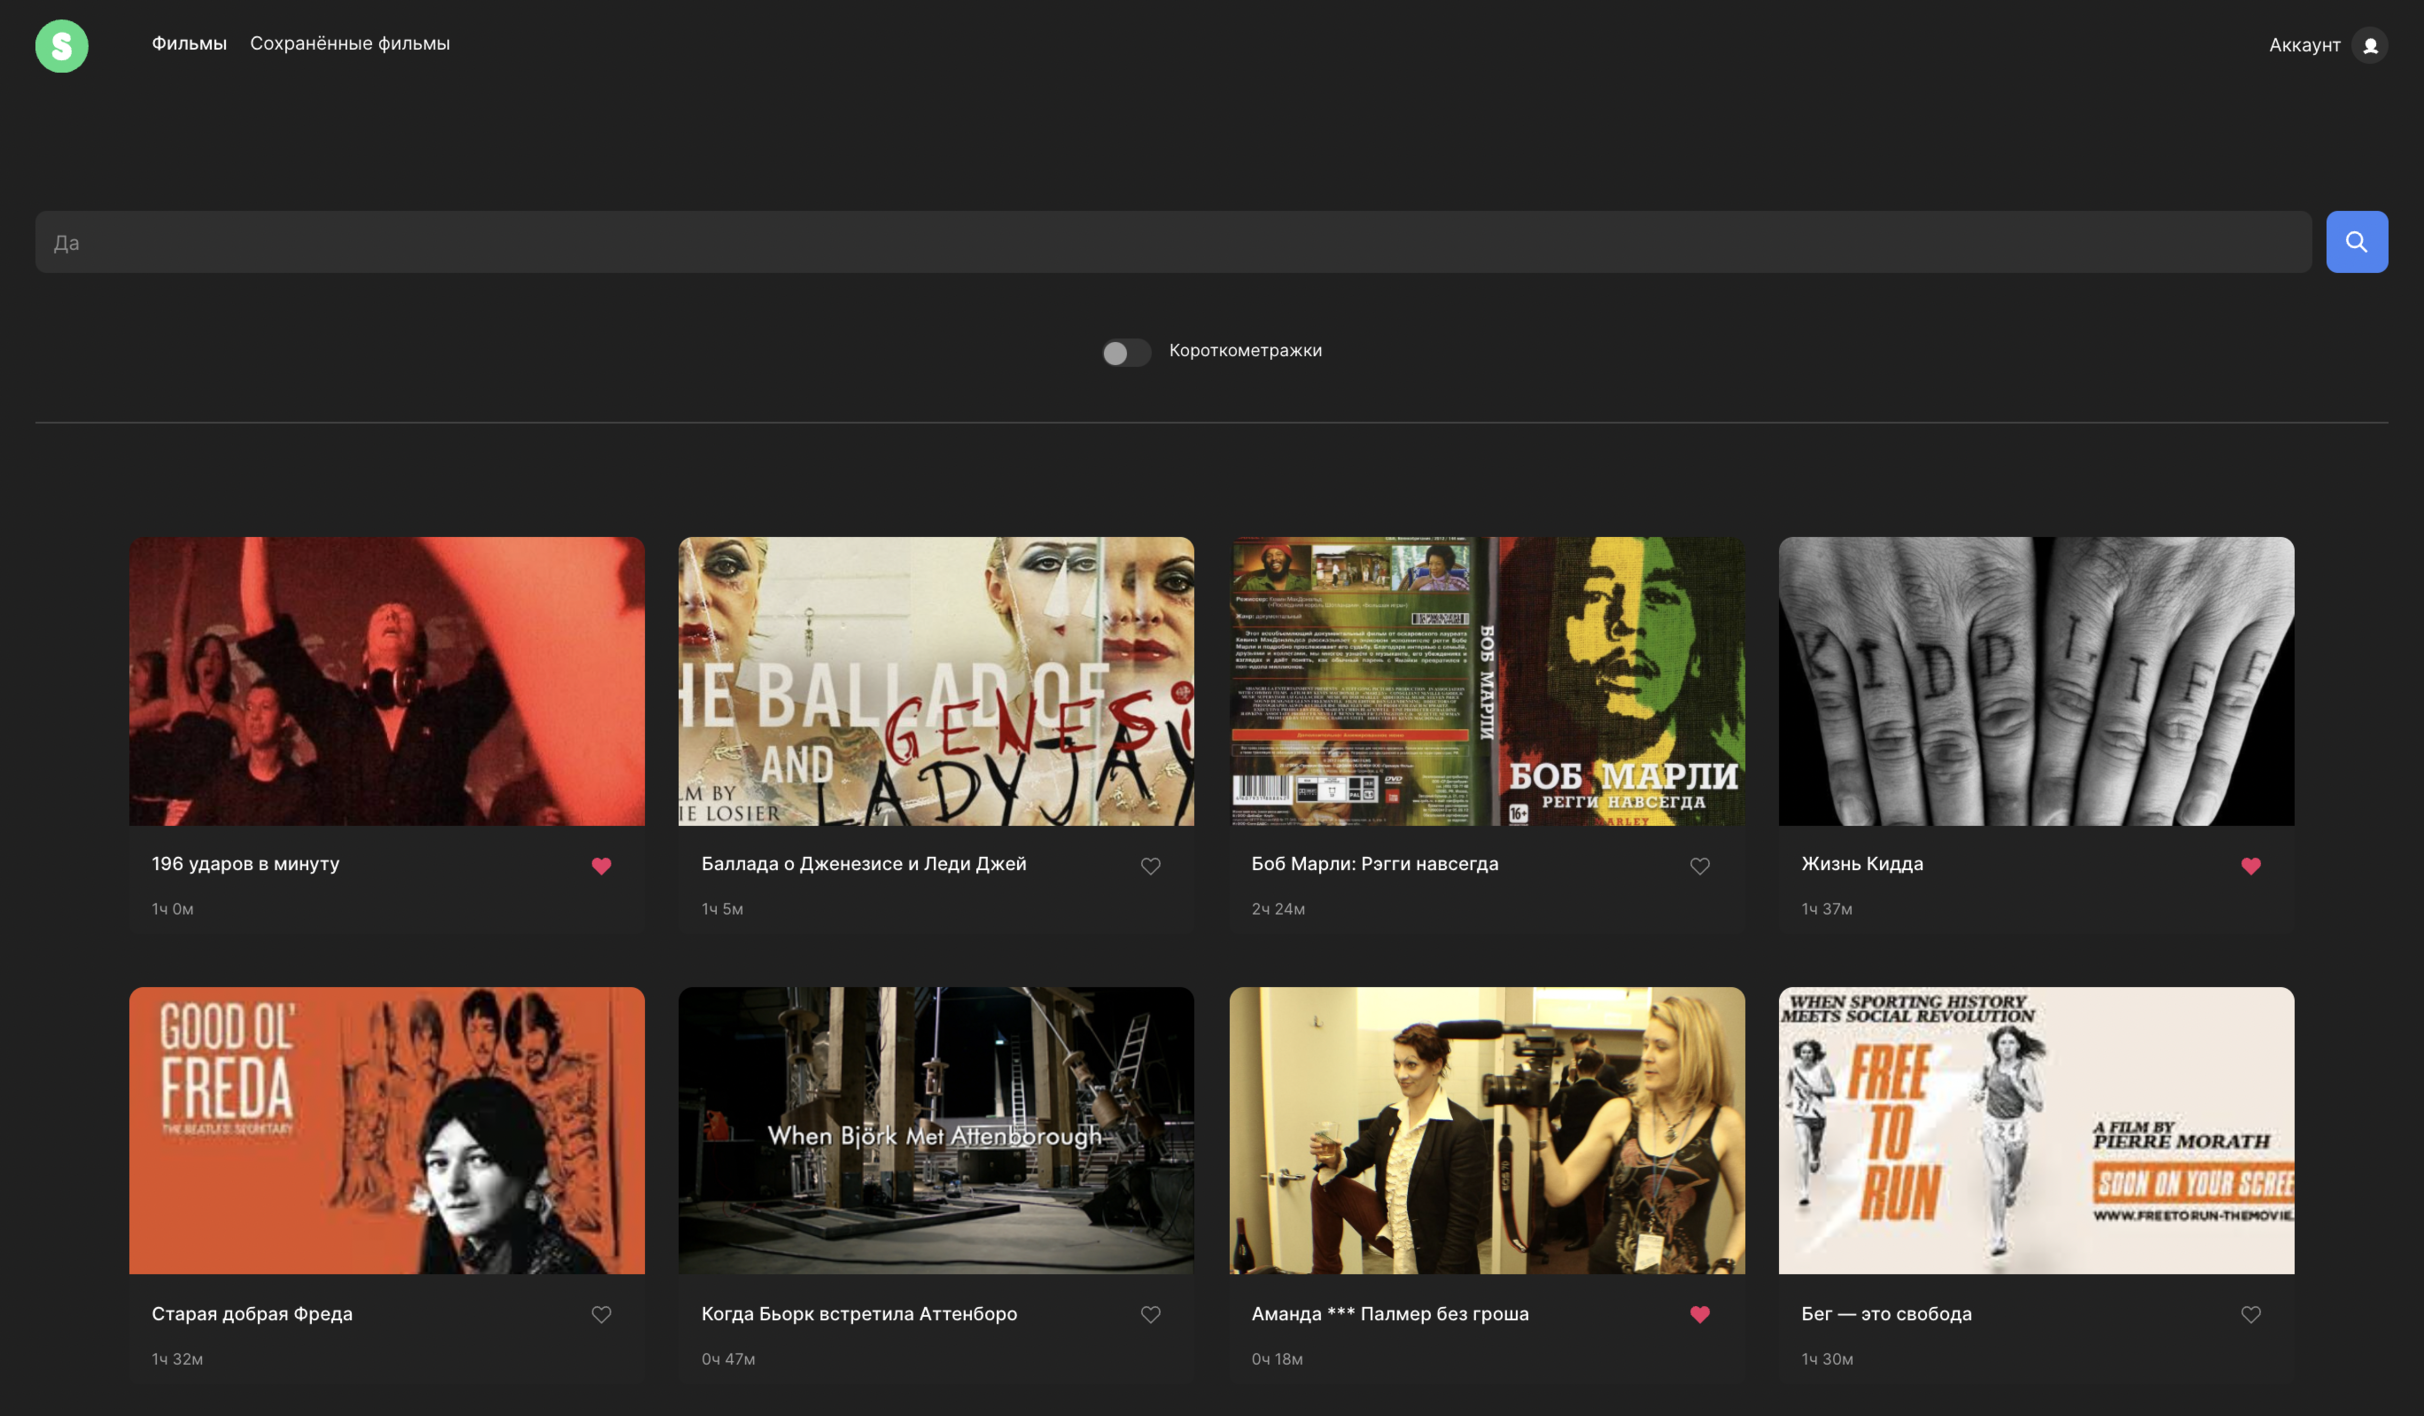 S
Фильмы
Сохранённые фильмы
Аккаунт
Да
Короткометражки
HE BALLAD OF
GENESI
AND
LADY JAY
LM BY
IE LOSIER
БОБ МАРЛИ
БОБ МАРЛИ
РЕГГИ НАВСЕГДА
16+
MARLEY
KIDD LIFE
196 ударов в минуту
1ч 0м
Баллада о Дженезисе и Леди Джей
1ч 5м
Боб Марли: Рэгги навсегда
2ч 24м
Жизнь Кидда
1ч 37м
GOOD OL'
FREDA
THE BEATLES' SECRETARY
When Björk Met Attenborough
WHEN SPORTING HISTORY
MEETS SOCIAL REVOLUTION
FREE
TO
RUN
A FILM BY
PIERRE MORATH
SOON ON YOUR SCREE
WWW.FREETORUN-THEMOVIE.
Старая добрая Фреда
1ч 32м
Когда Бьорк встретила Аттенборо
0ч 47м
Аманда *** Палмер без гроша
0ч 18м
Бег — это свобода
1ч 30м